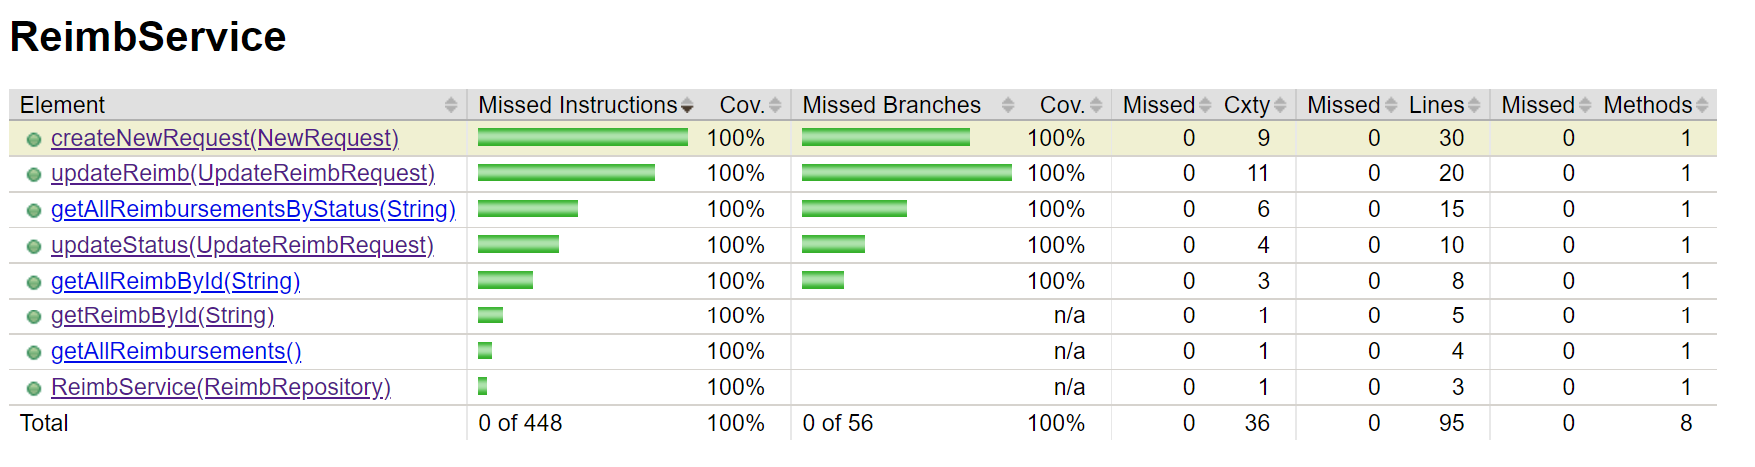 ReimbService
Element Missed Instructions Cov. Missed Branches Cov. Missed Cxty Missed Lines Missed Methods
createNewRequest(NewRequest) 100% 100% 0 9 0 30 0 1
updateReimb(UpdateReimbRequest) 100% 100% 0 11 0 20 0 1
getAllReimbursementsByStatus(String) 100% 100% 0 6 0 15 0 1
updateStatus(UpdateReimbRequest) 100% 100% 0 4 0 10 0 1
getAllReimbById(String) 100% 100% 0 3 0 8 0 1
getReimbById(String) 100% n/a 0 1 0 5 0 1
getAllReimbursements() 100% n/a 0 1 0 4 0 1
ReimbService(ReimbRepository) 100% n/a 0 1 0 3 0 1
Total 0 of 448 100% 0 of 56 100% 0 36 0 95 0 8